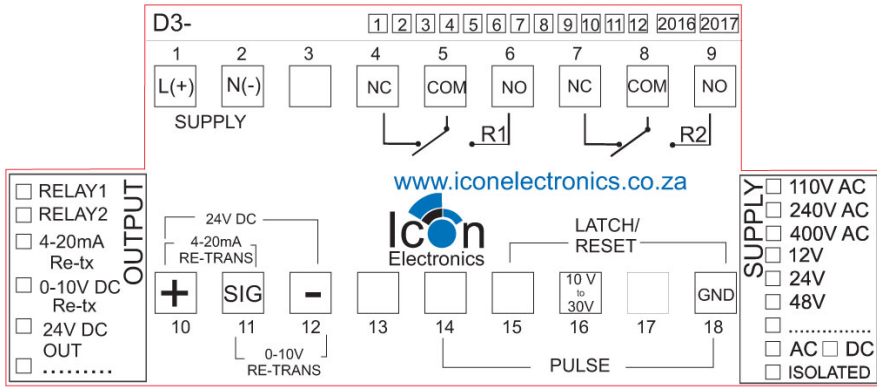 D3- 1 2 3 4 5 6 7 8 9 10 11 12 2016 2017
1 2 3 4 5 6 7 8 9
L(+) N(-) NC COM NO NC COM NO
SUPPLY
R1 R2
www.iconelectronics.co.za
Icon
Electronics
OUTPUT
RELAY1
RELAY2
4-20mA
Re-tx
0-10V DC
Re-tx
24V DC
OUT
.........
24V DC
4-20mA
RE-TRANS
LATCH/
RESET
+ SIG - 10 V
to
30V
GND
10 11 12 13 14 15 16 17 18
0-10V
RE-TRANS
PULSE
SUPPLY
110V AC
240V AC
400V AC
12V
24V
48V
...............
AC DC
ISOLATED